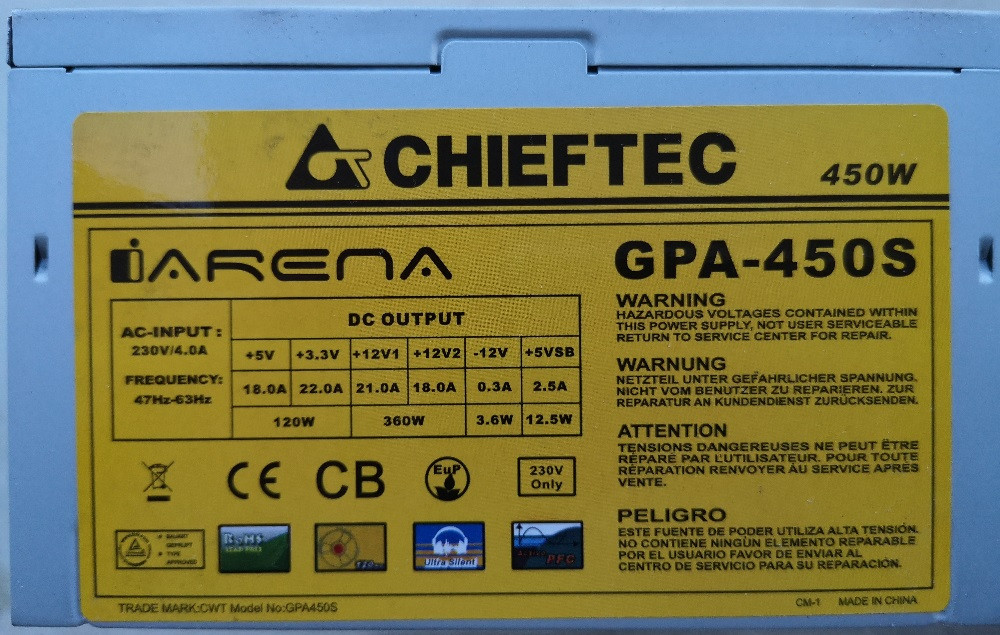 CHIEFTEC
450W
iARENA
GPA-450S
AC-INPUT :
230V/4.0A
FREQUENCY:
47Hz-63Hz
DC OUTPUT
+5V +3.3V +12V1 +12V2 -12V +5VSB
18.0A 22.0A 21.0A 18.0A 0.3A 2.5A
120W 360W 3.6W 12.5W
WARNING
HAZARDOUS VOLTAGES CONTAINED WITHIN
THIS POWER SUPPLY, NOT USER SERVICEABLE
RETURN TO SERVICE CENTER FOR REPAIR.
WARNUNG
NETZTEIL UNTER GEFÄHRLICHER SPANNUNG.
NICHT VOM BENUTZER ZU REPARIEREN. ZUR
REPARATUR AN KUNDENDIENST ZURÜCKSENDEN.
ATTENTION
TENSIONS DANGEREUSES NE PEUT ÊTRE
RÉPARÉ PAR L'UTILISATEUR. POUR TOUTE
RÉPARATION RENVOYER AU SERVICE APRÈS
VENTE.
PELIGRO
ESTE FUENTE DE PODER UTILIZA ALTA TENSIÓN.
NO CONTIENE NINGÚN ELEMENTO REPARABLE
POR EL USUARIO FAVOR DE ENVIAR AL
CENTRO DE SERVICIO PARA SU REPARACIÓN.
CE CB EuP
230V
Only
TYPE
APPROVED
RoHS
Ultra Silent
PFC
TRADE MARK:CWT Model No:GPA450S
CM-1 MADE IN CHINA